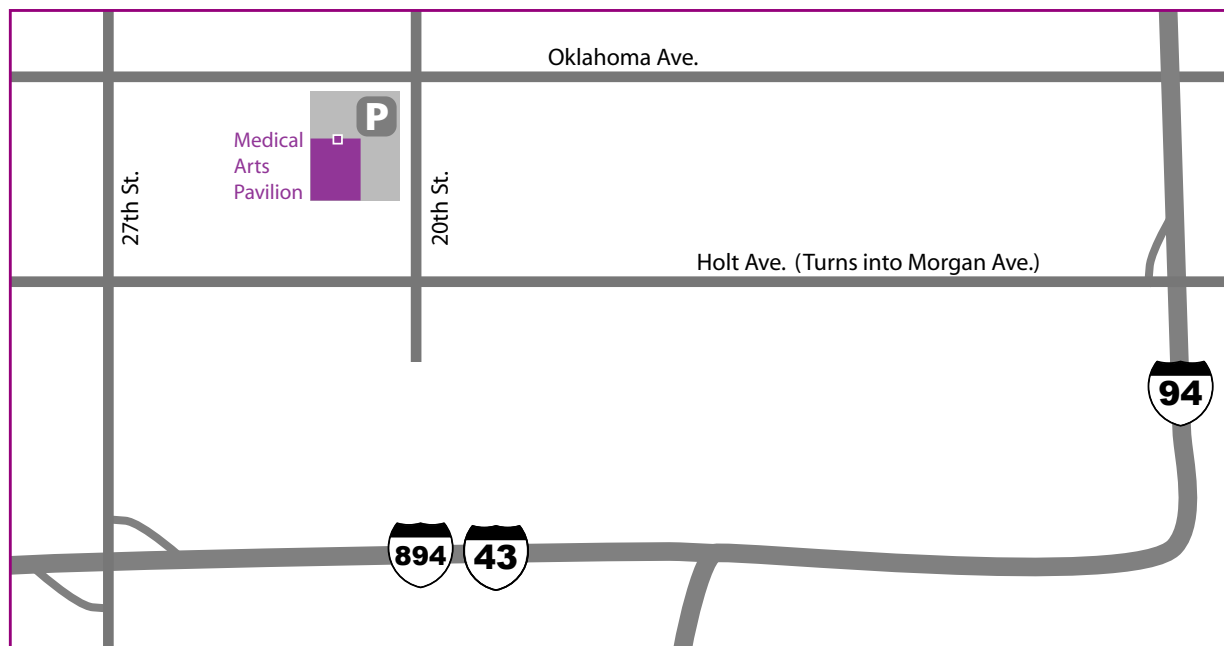 Oklahoma Ave.
P
Medical
Arts
Pavilion
27th St.
20th St.
Holt Ave. (Turns into Morgan Ave.)
94
894
43